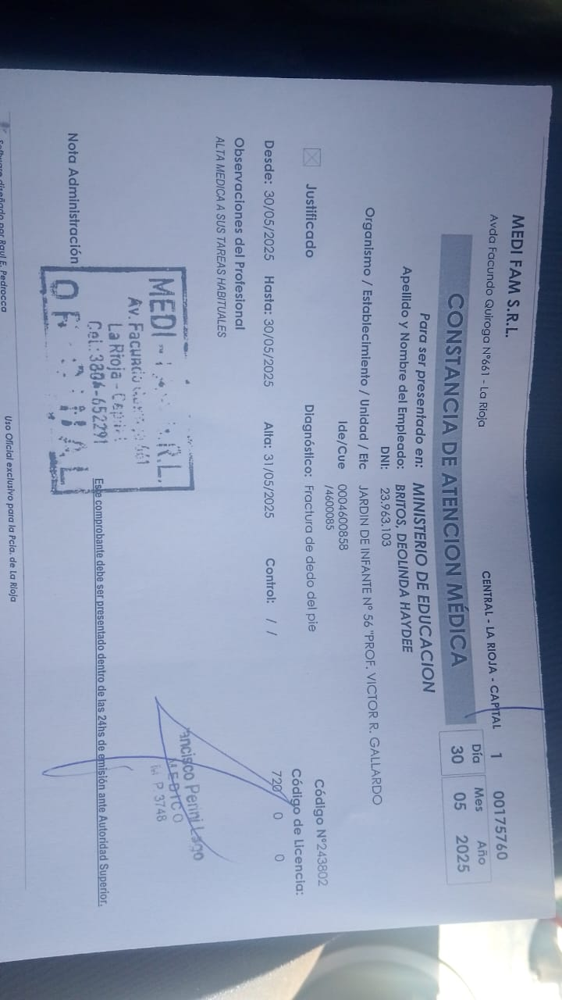 MEDI FAM S.R.L.
Avda Facundo Quiroga N°661 - La Rioja
CENTRAL - LA RIOJA - CAPITAL 1 00175760
CONSTANCIA DE ATENCION MÉDICA
Día Mes Año
30 05 2025
Para ser presentado en: MINISTERIO DE EDUCACION
Apellido y Nombre del Empleado: BRITOS, DEOLINDA HAYDEE
DNI: 23.963.103
Organismo / Establecimiento / Unidad / Etc JARDIN DE INFANTE N° 56 "PROF. VICTOR R. GALLARDO
Ide/Cue 0004600858
/4600085
Código N°243802
Justificado
Diagnóstico: Fractura de dedo del pie
Código de Licencia:
720 0 0
Desde: 30/05/2025 Hasta: 30/05/2025 Alta: 31/05/2025 Control: / /
Observaciones del Profesional
ALTA MEDICA A SUS TAREAS HABITUALES
MEDI S.R.L.
Av. Facundo 661
La Rioja - Capital
Cel.: 3804-652291
ancisco Perini Lago
MEDICO
P. 3748
Este comprobante debe ser presentado dentro de las 24hs de emisión ante Autoridad Superior.
Nota Administración
Uso Oficial exclusivo para la Pcia. de La Rioja
Software diseñado por Raul E. Pedrocca